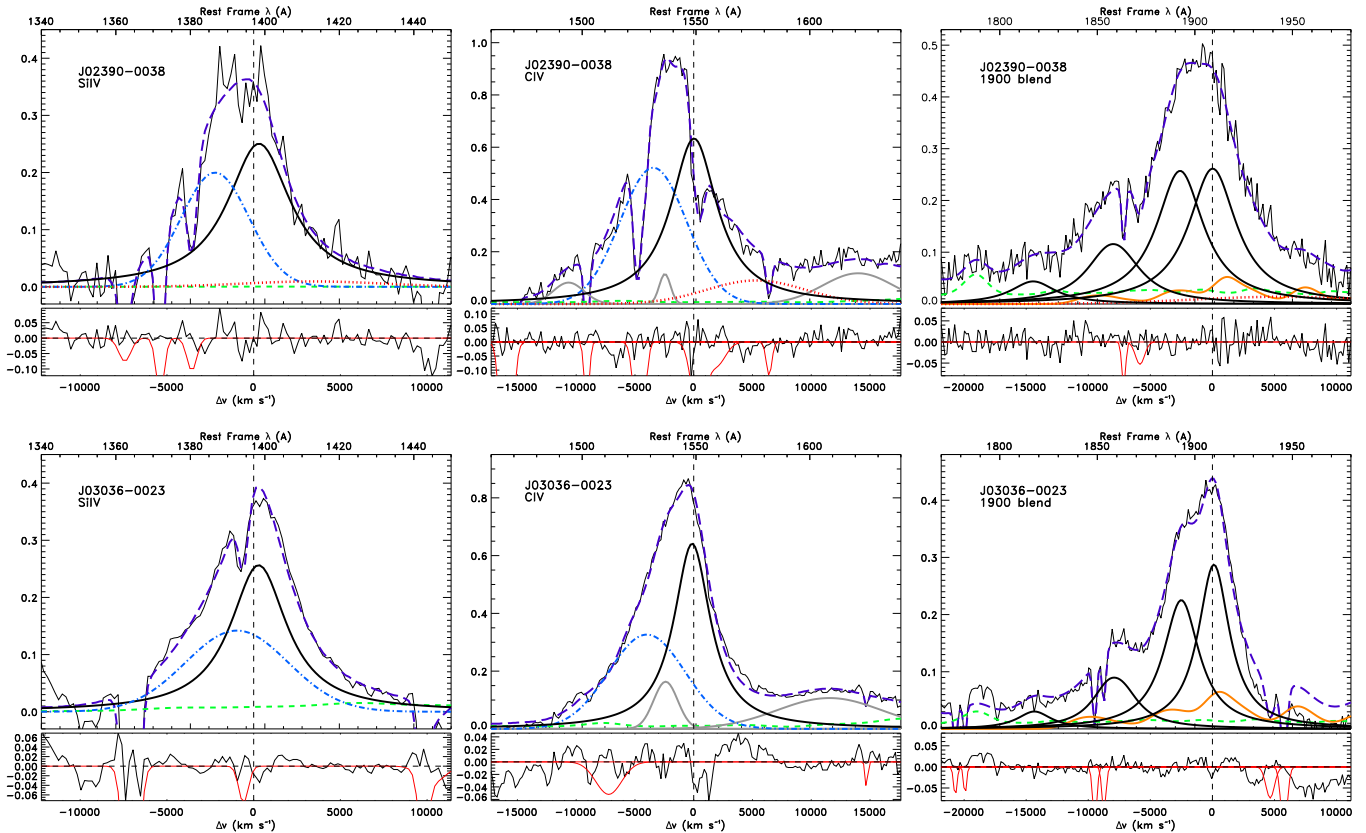 Rest Frame λ (A)
1340 1360 1380 1400 1420 1440
J02390−0038
SiIV
0.4
0.3
0.2
0.1
0.0
0.05
0.00
−0.05
−0.10
−10000 −5000 0 5000 10000
Δv (km s⁻¹)
Rest Frame λ (A)
1500 1550 1600
J02390−0038
CIV
1.0
0.8
0.6
0.4
0.2
0.0
0.10
0.05
0.00
−0.05
−0.10
−15000 −10000 −5000 0 5000 10000 15000
Δv (km s⁻¹)
Rest Frame λ (A)
1800 1850 1900 1950
J02390−0038
1900 blend
0.5
0.4
0.3
0.2
0.1
0.0
0.05
0.00
−0.05
−20000 −15000 −10000 −5000 0 5000 10000
Δv (km s⁻¹)
Rest Frame λ (A)
1340 1360 1380 1400 1420 1440
J03036−0023
SiIV
0.4
0.3
0.2
0.1
0.0
0.06
0.04
0.02
0.00
−0.02
−0.04
−0.06
−10000 −5000 0 5000 10000
Δv (km s⁻¹)
Rest Frame λ (A)
1500 1550 1600
J03036−0023
CIV
0.8
0.6
0.4
0.2
0.0
0.04
0.02
0.00
−0.02
−0.04
−0.06
−15000 −10000 −5000 0 5000 10000 15000
Δv (km s⁻¹)
Rest Frame λ (A)
1800 1850 1900 1950
J03036−0023
1900 blend
0.4
0.3
0.2
0.1
0.0
0.05
0.00
−0.05
−20000 −15000 −10000 −5000 0 5000 10000
Δv (km s⁻¹)